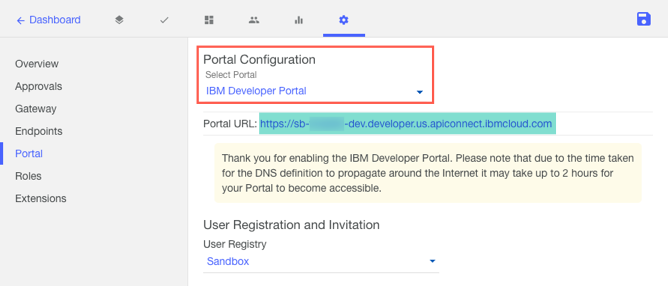 Dashboard
Overview
Approvals
Gateway
Endpoints
Portal
Roles
Extensions
Portal Configuration
Select Portal
IBM Developer Portal
Portal URL: https://sb- -dev.developer.us.apiconnect.ibmcloud.com
Thank you for enabling the IBM Developer Portal. Please note that due to the time taken
for the DNS definition to propagate around the Internet it may take up to 2 hours for
your Portal to become accessible.
User Registration and Invitation
User Registry
Sandbox